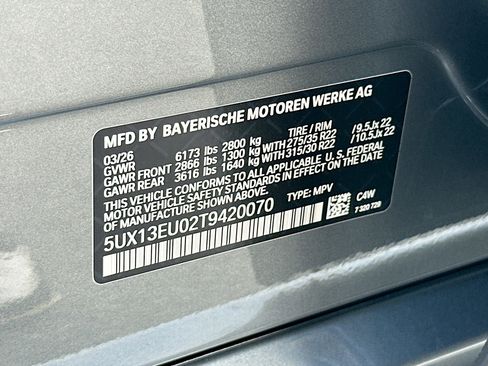 MFD BY BAYERISCHE MOTOREN WERKE AG
03/26 TIRE / RIM
GVWR 6173 lbs 2800 kg
GAWR FRONT 2866 lbs 1300 kg WITH 275/35 R22 / 9.5Jx 22
GAWR REAR 3616 lbs 1640 kg WITH 315/30 R22 / 10.5Jx 22
THIS VEHICLE CONFORMS TO ALL APPLICABLE U. S. FEDERAL
MOTOR VEHICLE SAFETY STANDARDS IN EFFECT ON THE DATE
OF MANUFACTURE SHOWN ABOVE.
5UX13EU02T9420070 TYPE: MPV
C4W
7 320 729